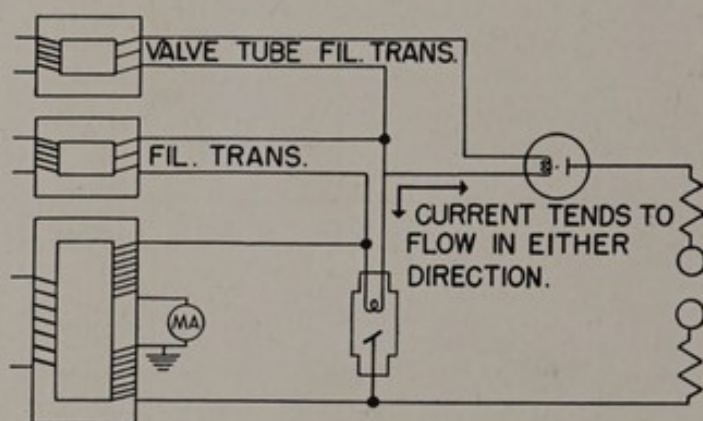 VALVE TUBE FIL. TRANS.
FIL. TRANS.
CURRENT TENDS TO
FLOW IN EITHER
DIRECTION.
MA